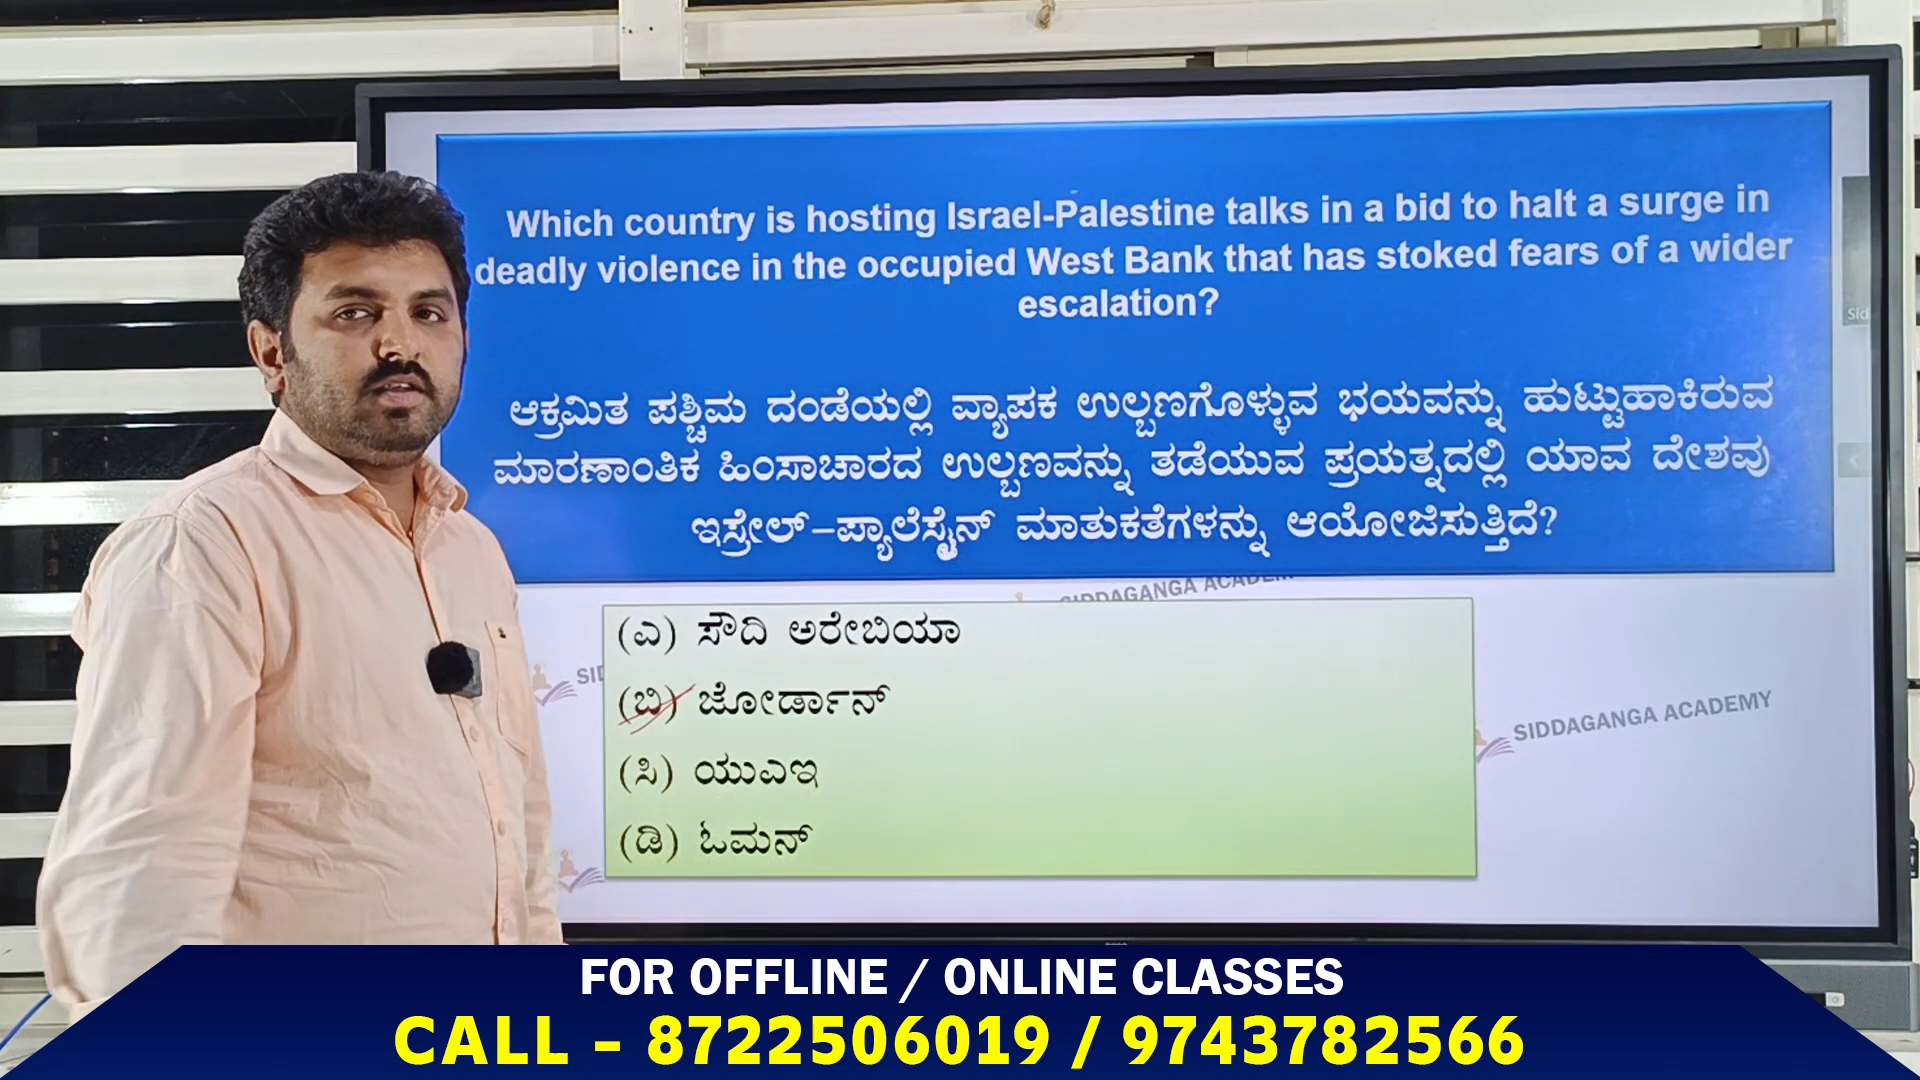 Which country is hosting Israel-Palestine talks in a bid to halt a surge in
deadly violence in the occupied West Bank that has stoked fears of a wider
escalation?
ಆಕ್ರಮಿತ ಪಶ್ಚಿಮ ದಂಡೆಯಲ್ಲಿ ವ್ಯಾಪಕ ಉಲ್ಬಣಗೊಳ್ಳುವ ಭಯವನ್ನು ಹುಟ್ಟುಹಾಕಿರುವ
ಮಾರಣಾಂತಿಕ ಹಿಂಸಾಚಾರದ ಉಲ್ಬಣವನ್ನು ತಡೆಯುವ ಪ್ರಯತ್ನದಲ್ಲಿ ಯಾವ ದೇಶವು
ಇಸ್ರೇಲ್-ಪ್ಯಾಲೆಸ್ಟೈನ್ ಮಾತುಕತೆಗಳನ್ನು ಆಯೋಜಿಸುತ್ತಿದೆ?
SIDDAGANGA ACADEMY
(ಎ) ಸೌದಿ ಅರೇಬಿಯಾ
(ಬಿ) ಜೋರ್ಡಾನ್
(ಸಿ) ಯುಎಇ
(ಡಿ) ಓಮನ್
SIDDAGANGA ACADEMY
FOR OFFLINE / ONLINE CLASSES
CALL - 8722506019 / 9743782566